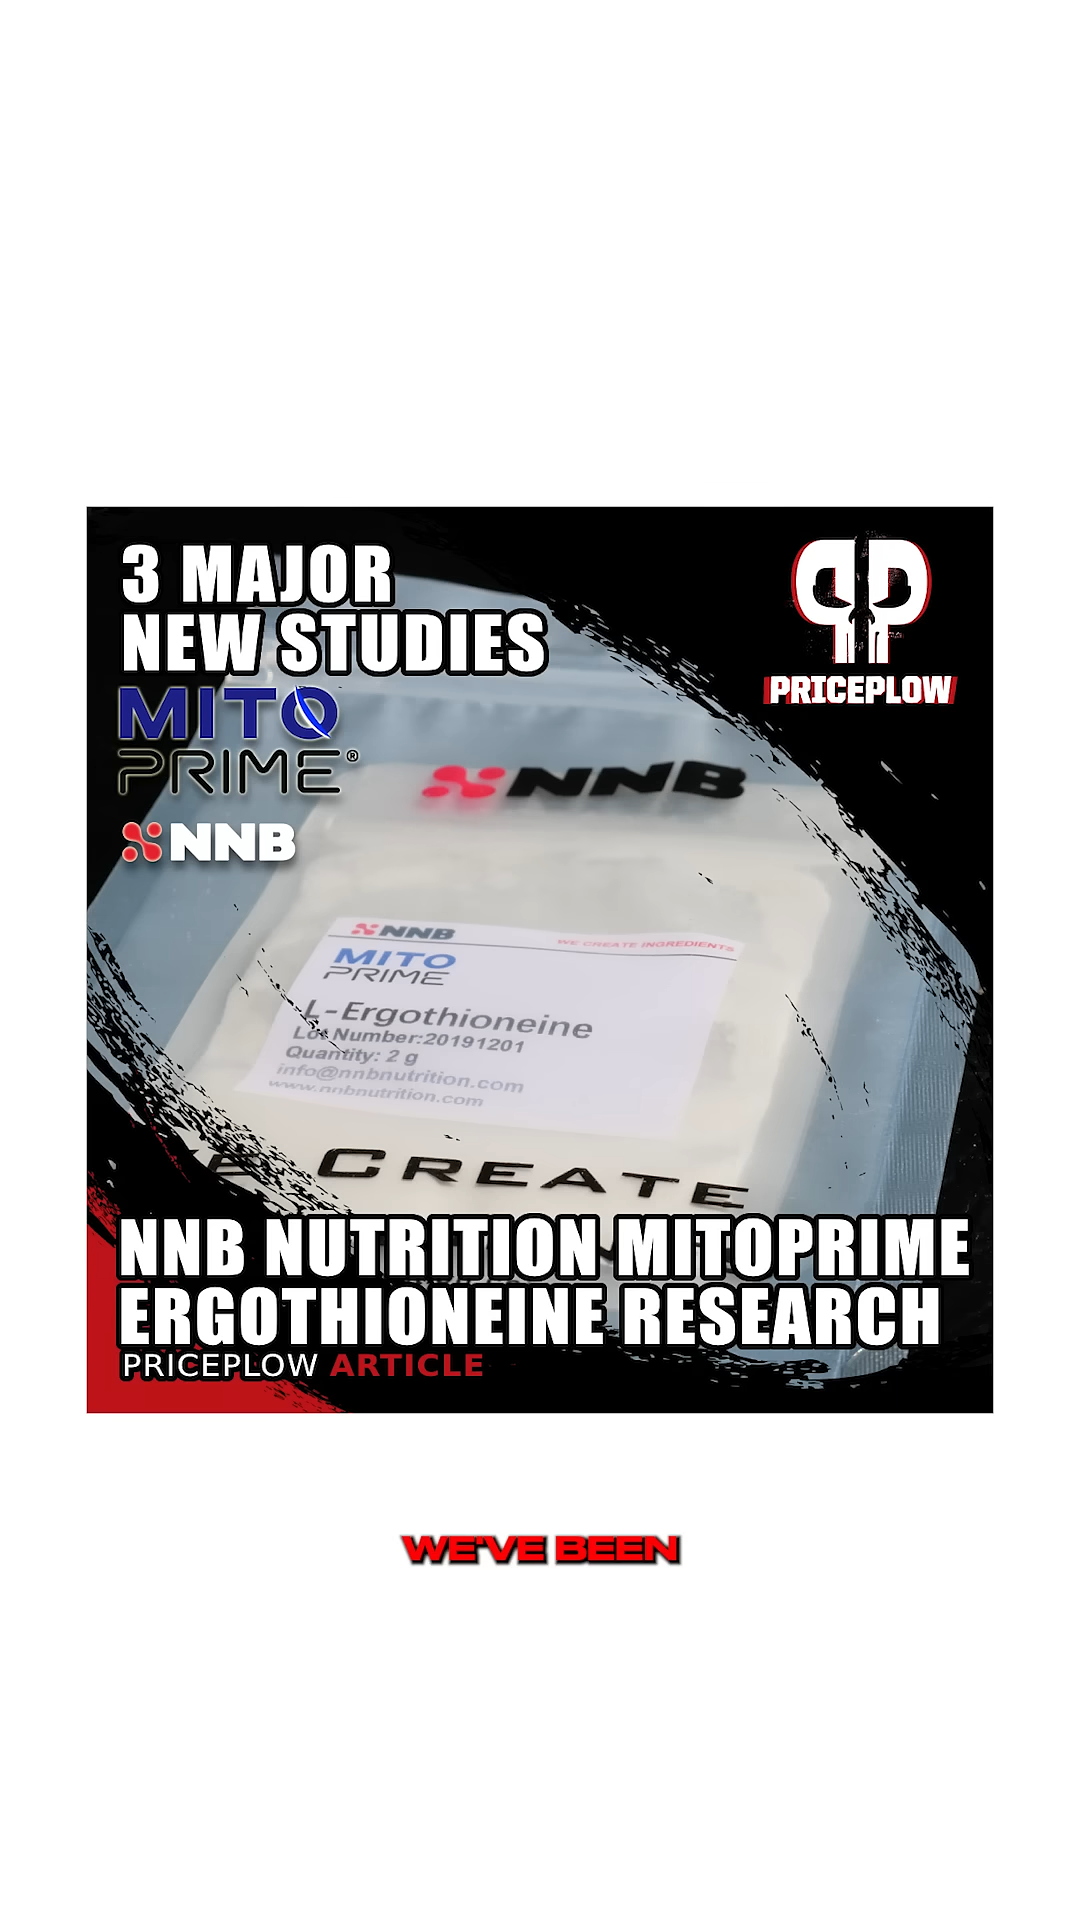 3 MAJOR
NEW STUDIES
MITO
PRIME®
NNB
PRICEPLOW
NNB
NNB
WE CREATE INGREDIENTS
MITO
PRIME
L-Ergothioneine
Lot Number:20191201
Quantity: 2 g
info@nnbnutrition.com
www.nnbnutrition.com
E CREATE
NNB NUTRITION MITOPRIME
ERGOTHIONEINE RESEARCH
PRICEPLOW ARTICLE
WE'VE BEEN